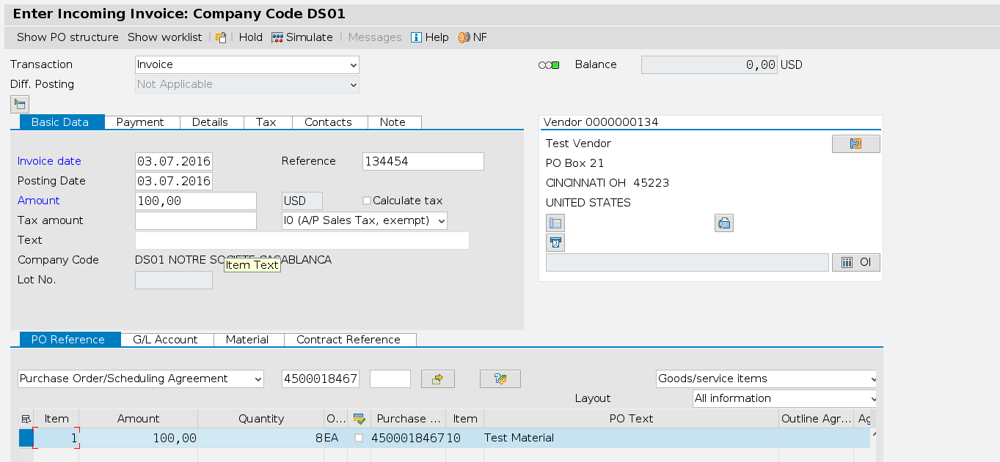 Enter Incoming Invoice: Company Code DS01
Show PO structure Show worklist Hold Simulate Messages Help NF
Transaction Invoice Balance 0,00 USD
Diff. Posting Not Applicable
Basic Data Payment Details Tax Contacts Note
Vendor 0000000134
Test Vendor
PO Box 21
CINCINNATI OH 45223
UNITED STATES
OI
Invoice date 03.07.2016 Reference 134454
Posting Date 03.07.2016
Amount 100,00 USD Calculate tax
Tax amount I0 (A/P Sales Tax, exempt)
Text
Company Code DS01 NOTRE SOCIETE CASABLANCA
Item Text
Lot No.
PO Reference G/L Account Material Contract Reference
Purchase Order/Scheduling Agreement 4500018467 Goods/service items
Layout All information
Item Amount Quantity O... Purchase ... Item PO Text Outline Agr... Ag
1 100,00 8 EA 4500018467 10 Test Material